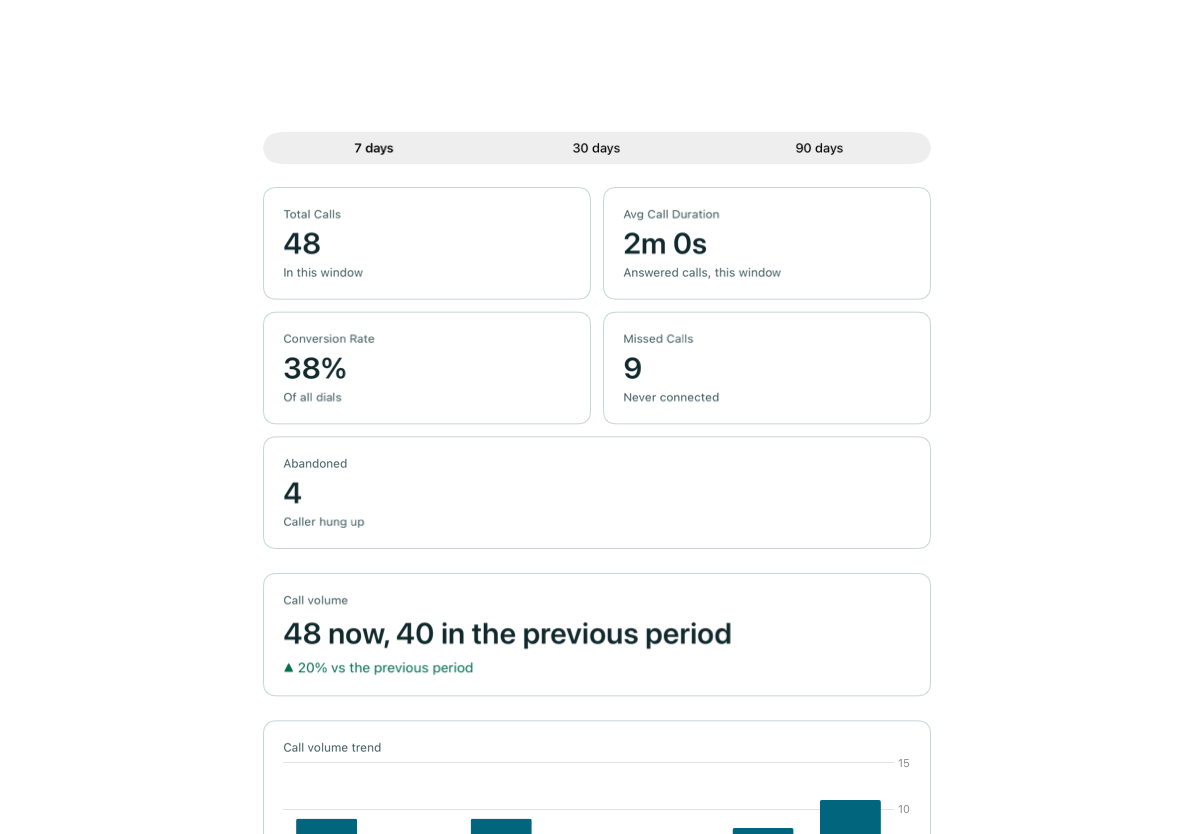 7 days 30 days 90 days
Total Calls
48
In this window
Avg Call Duration
2m 0s
Answered calls, this window
Conversion Rate
38%
Of all dials
Missed Calls
9
Never connected
Abandoned
4
Caller hung up
Call volume
48 now, 40 in the previous period
▲ 20% vs the previous period
Call volume trend
15
10